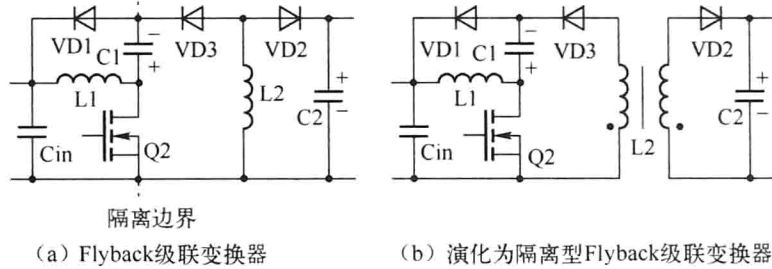 VD1 C1 − + VD3 VD2
L1 L2 + −
Cin Q2 C2
隔离边界
(a) Flyback级联变换器
VD1 C1 − + VD3 VD2
L1 + −
Cin Q2 L2 C2
(b) 演化为隔离型Flyback级联变换器